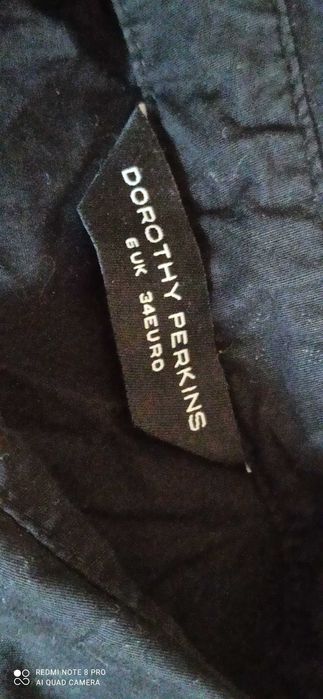 DOROTHY PERKINS
6UK 34EURO
REDMI NOTE 8 PRO
AI QUAD CAMERA